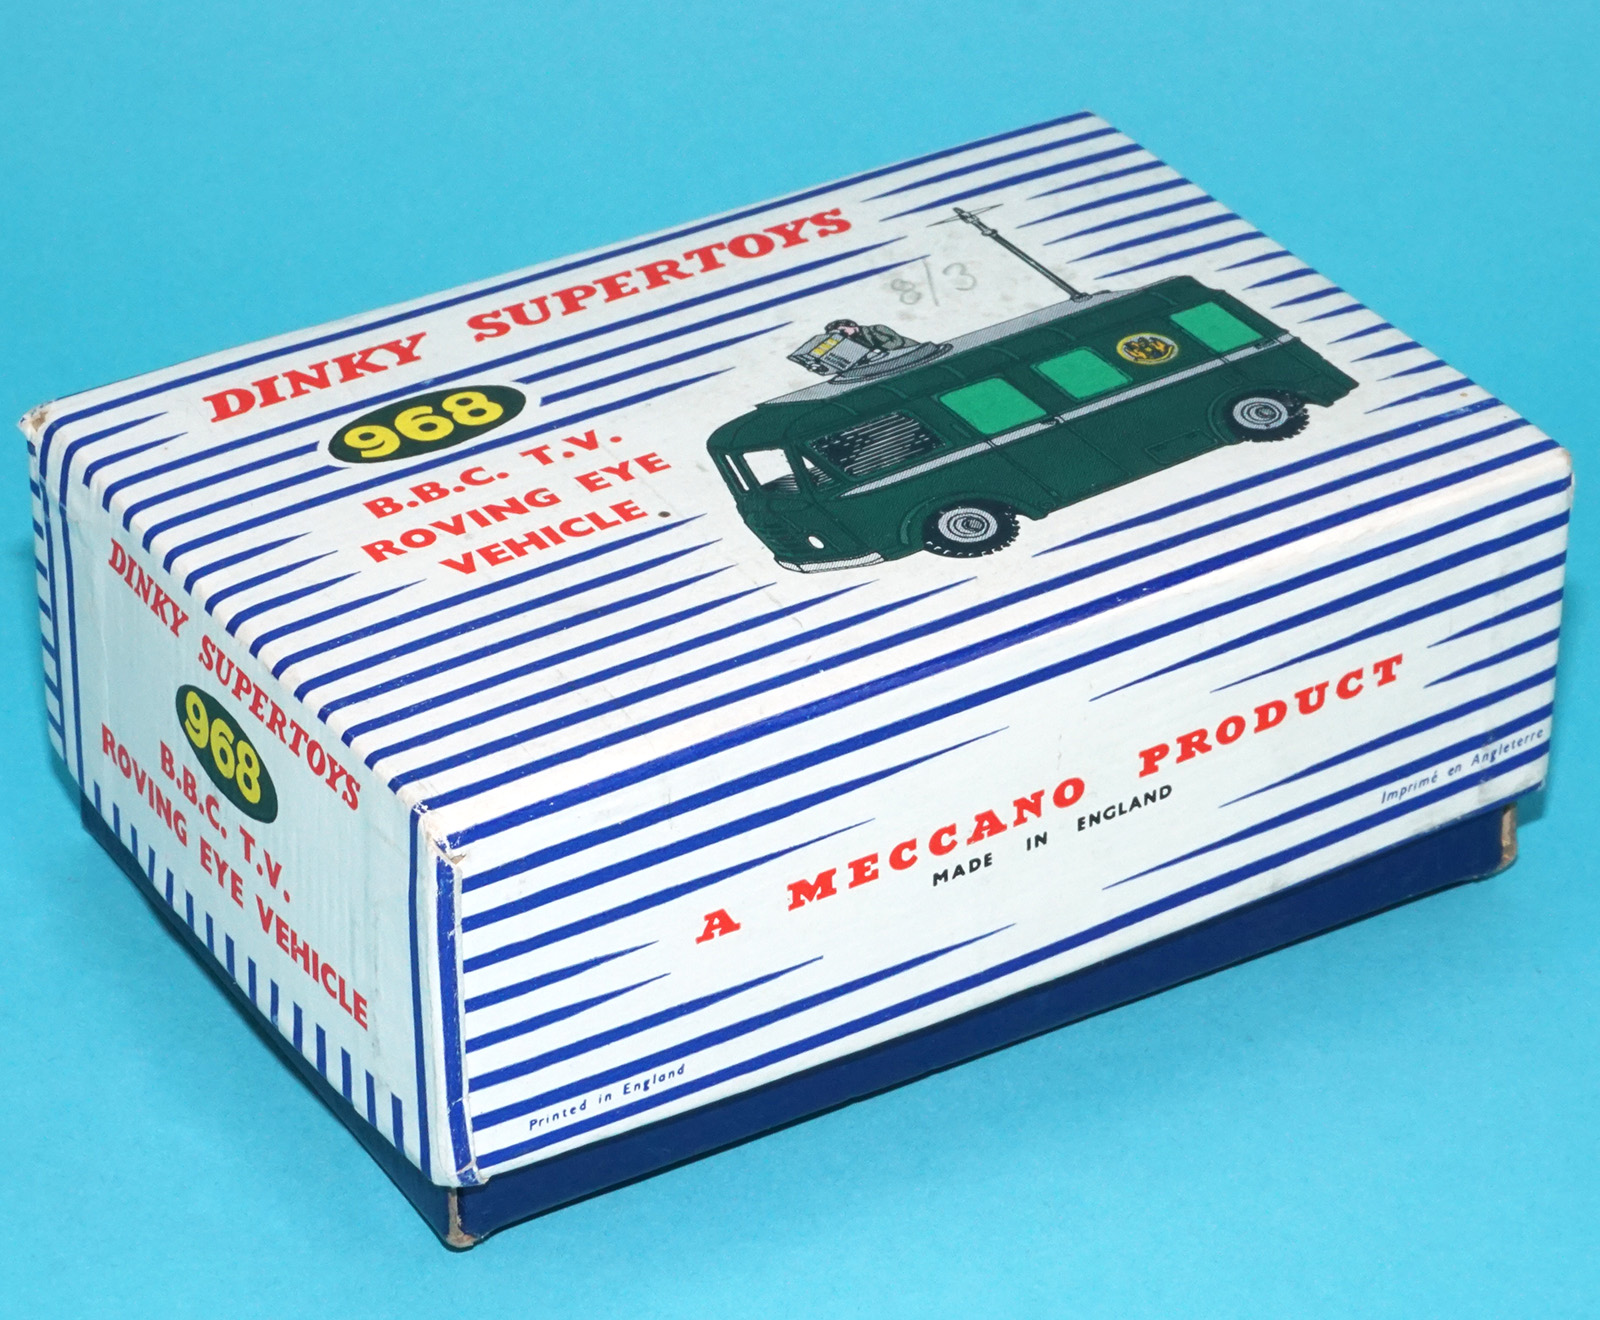 DINKY SUPERTOYS
968
B.B.C. T.V.
ROVING EYE
VEHICLE
8/3
DINKY SUPERTOYS
968
B.B.C. T.V.
ROVING EYE VEHICLE
A MECCANO PRODUCT
MADE IN ENGLAND
Printed in England
Imprimé en Angleterre